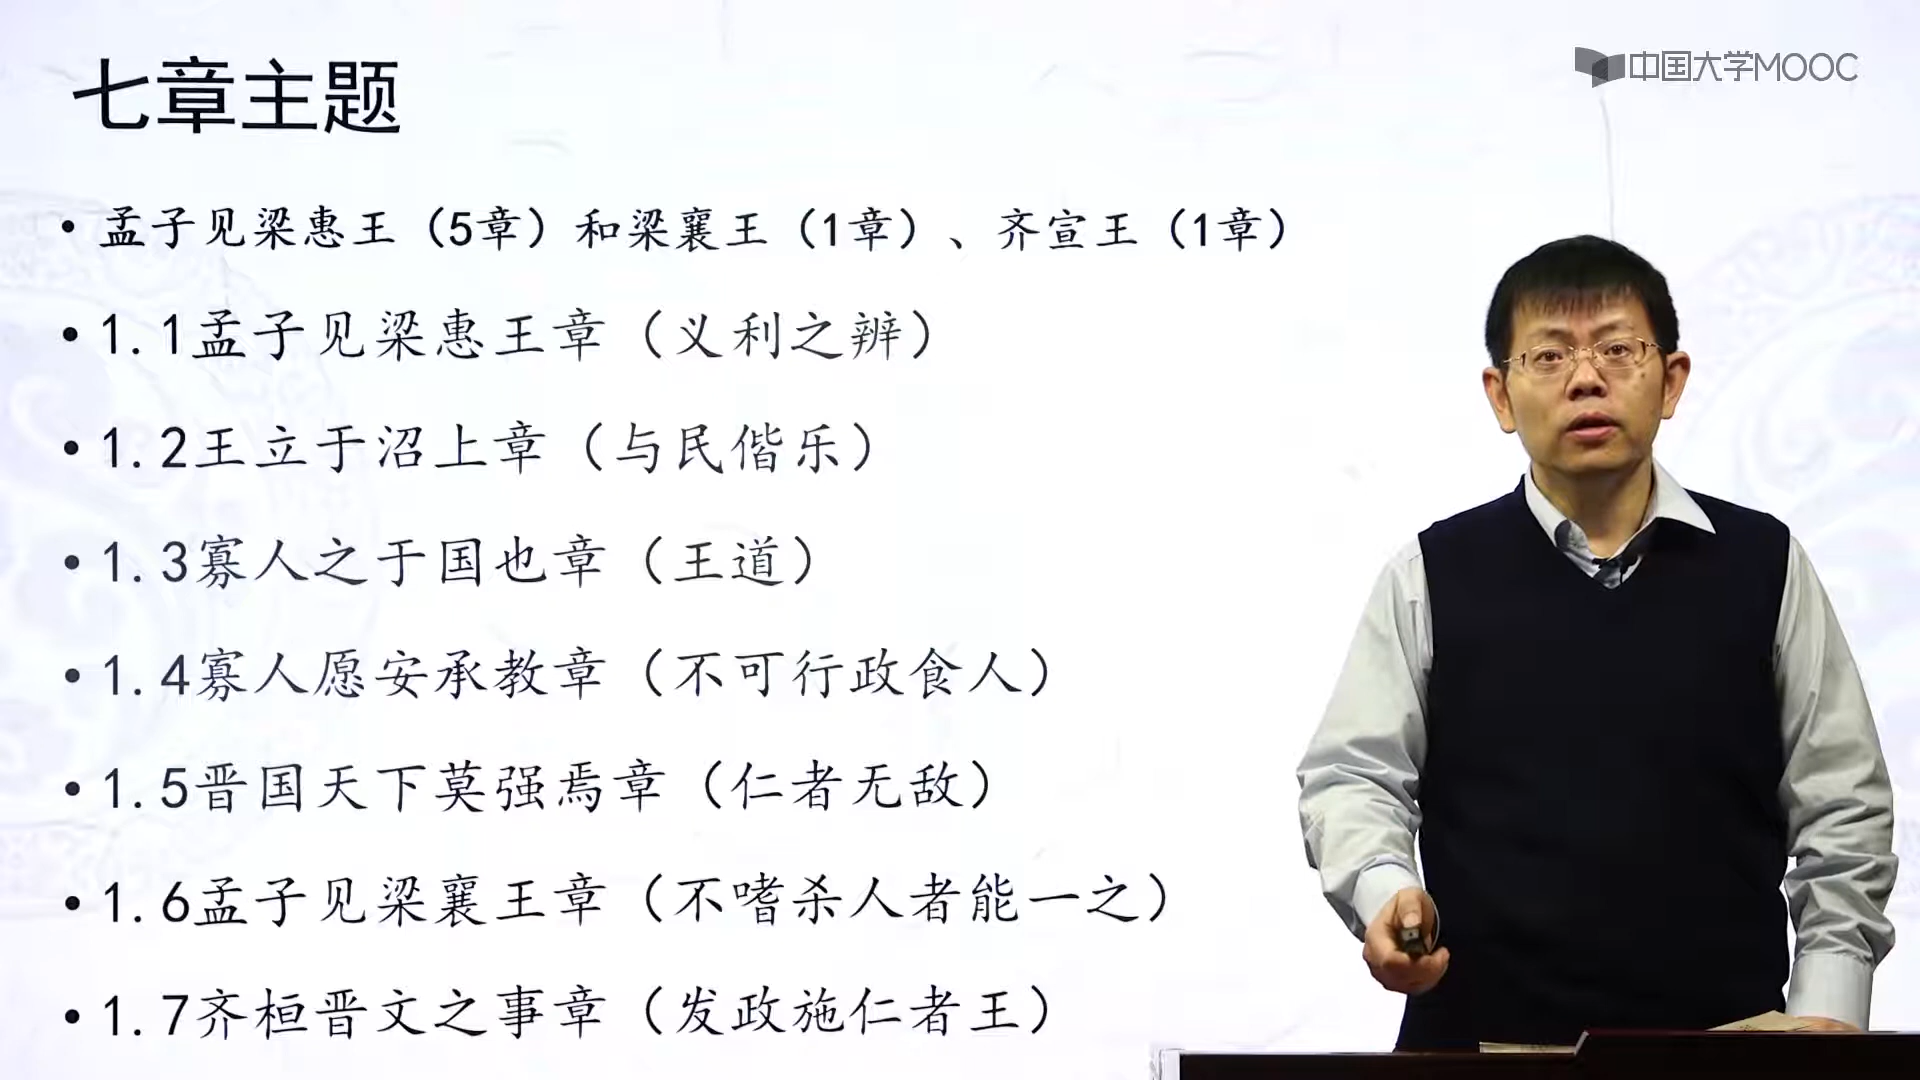 七章主题
中国大学MOOC
• 孟子见梁惠王（5章）和梁襄王（1章）、齐宣王（1章）
• 1.1孟子见梁惠王章（义利之辨）
• 1.2王立于沼上章（与民偕乐）
• 1.3寡人之于国也章（王道）
• 1.4寡人愿安承教章（不可行政食人）
• 1.5晋国天下莫强焉章（仁者无敌）
• 1.6孟子见梁襄王章（不嗜杀人者能一之）
• 1.7齐桓晋文之事章（发政施仁者王）